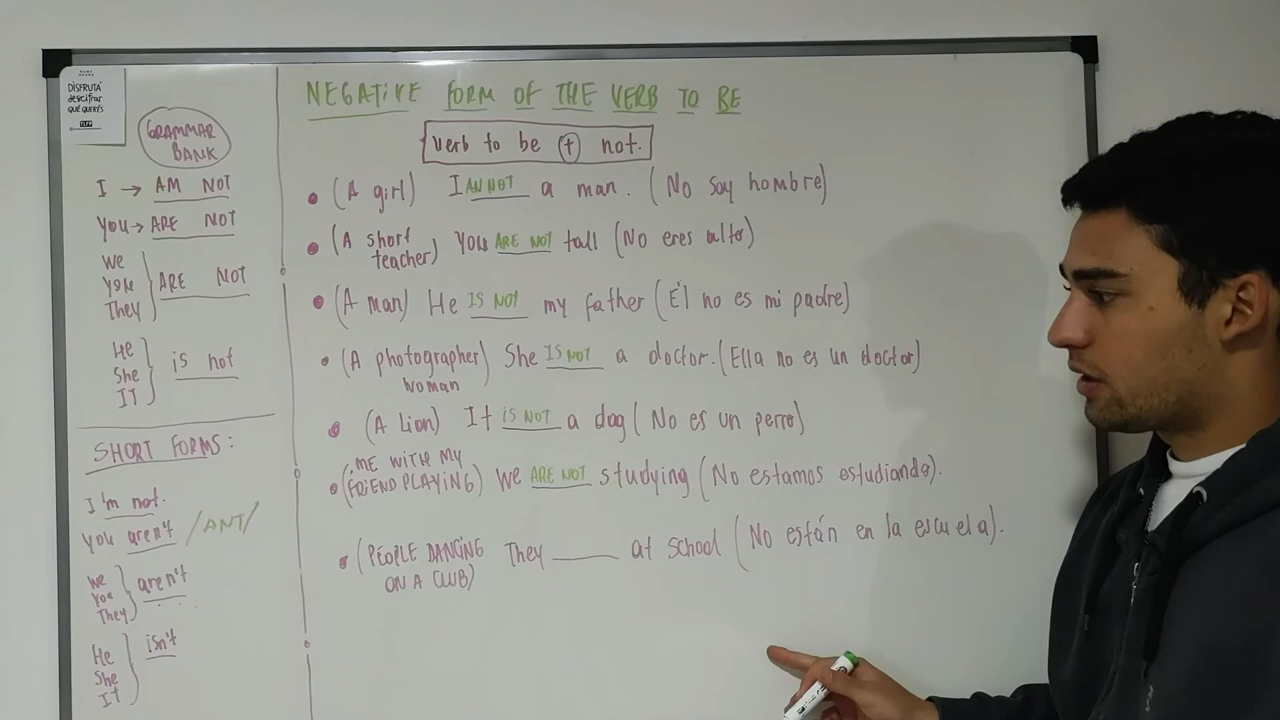 DISFRUTÁ
descifrar
QUÉ QUERÉS
GRAMMAR
BANK
I → AM NOT
YOU → ARE NOT
We
You
They
ARE NOT
He
She
IT
is not
SHORT FORMS:
I'm not.
You aren't /ANT/
We
You
They
aren't
He
She
It
isn't
NEGATIVE FORM OF THE VERB TO BE
Verb to be + not.
• (A girl) I AM NOT a man. (No soy hombre)
• (A short teacher) You ARE NOT tall (No eres alto)
• (A man) He IS NOT my father (Él no es mi padre)
• (A photographer woman) She IS NOT a doctor. (Ella no es un doctor)
• (A Lion) It IS NOT a dog (No es un perro)
• (ME WITH MY FRIEND PLAYING) We ARE NOT studying (No estamos estudiando).
• (PEOPLE DANCING ON A CLUB) They ______ at school (No están en la escuela).